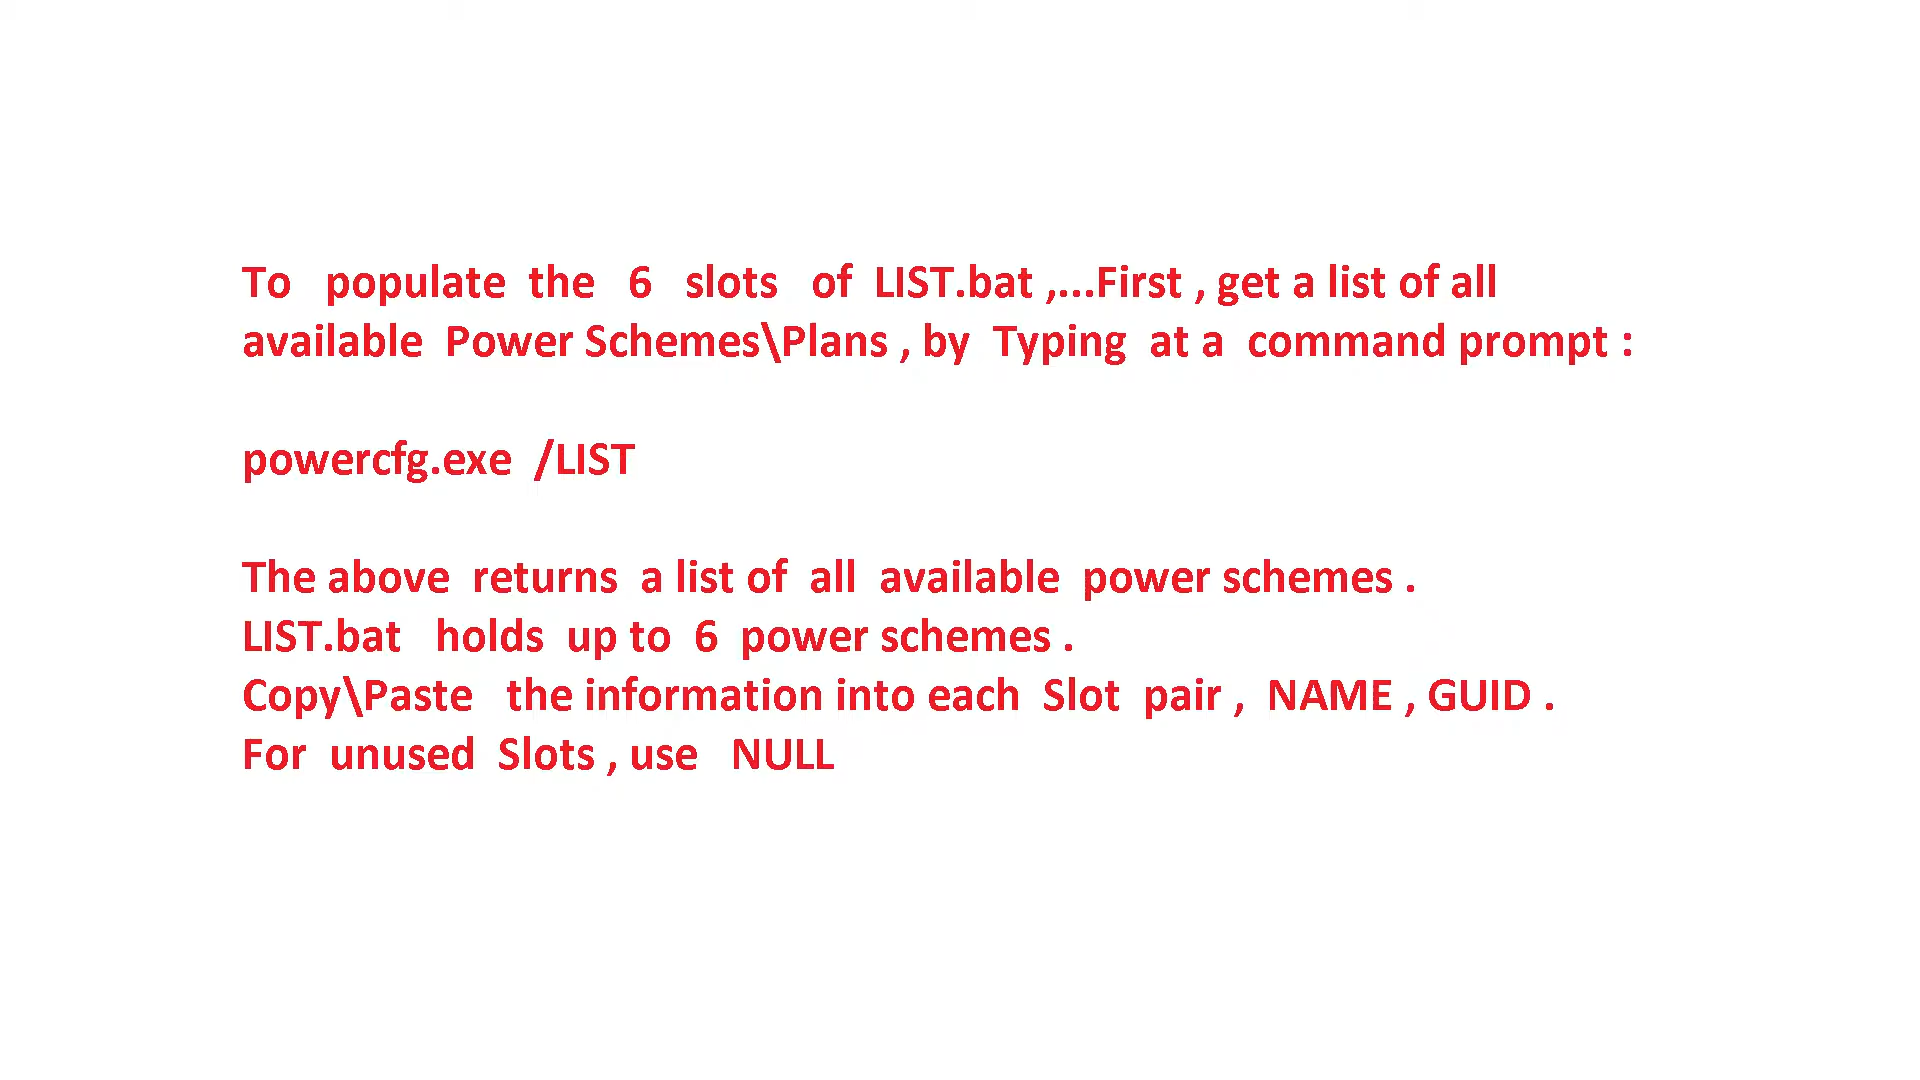 To populate the 6 slots of LIST.bat ,...First , get a list of all
available Power Schemes\Plans , by Typing at a command prompt :
powercfg.exe /LIST
The above returns a list of all available power schemes .
LIST.bat holds up to 6 power schemes .
Copy\Paste the information into each Slot pair , NAME , GUID .
For unused Slots , use NULL